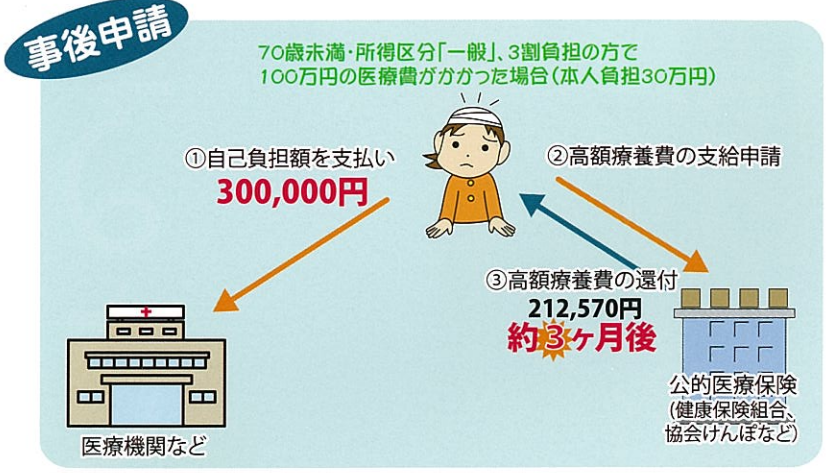 事後申請
70歳未満・所得区分「一般」、3割負担の方で
100万円の医療費がかかった場合(本人負担30万円)
①自己負担額を支払い
300,000円
②高額療養費の支給申請
③高額療養費の還付
212,570円
約3ヶ月後
医療機関など
公的医療保険
(健康保険組合、
協会けんぽなど)